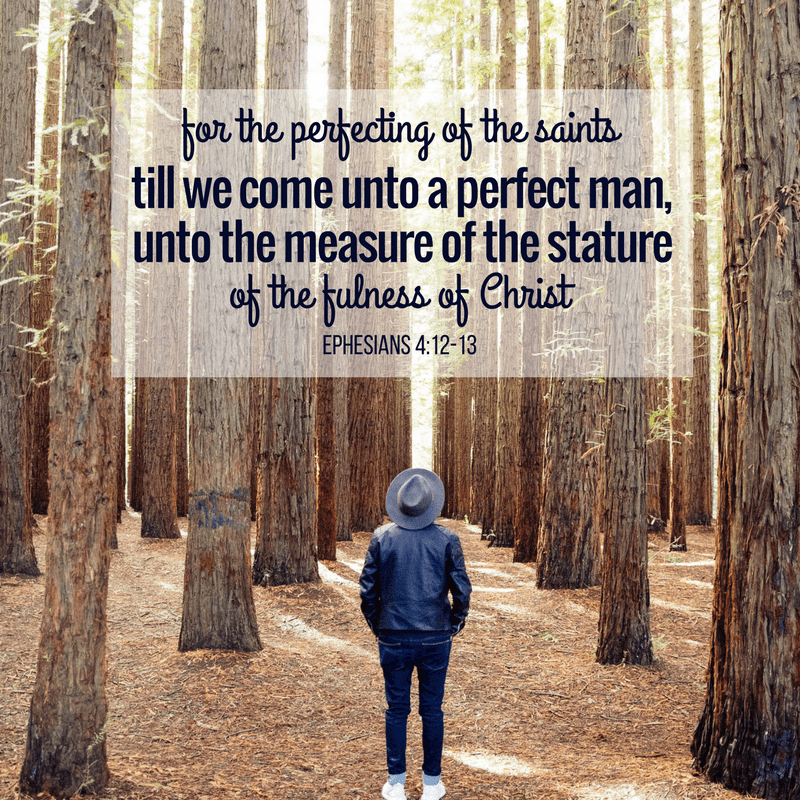 for the perfecting of the saints
till we come unto a perfect man,
unto the measure of the stature
of the fulness of Christ
EPHESIANS 4:12-13